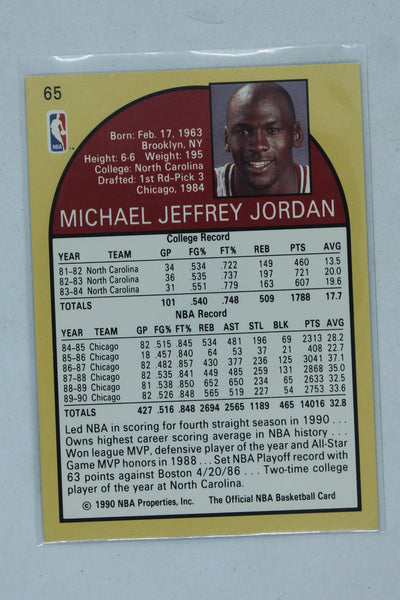 65
NBA
Born: Feb. 17, 1963
Brooklyn, NY
Height: 6-6 Weight: 195
College: North Carolina
Drafted: 1st Rd-Pick 3
Chicago, 1984
MICHAEL JEFFREY JORDAN
College Record
YEAR TEAM GP FG% FT% REB PTS AVG
81-82 North Carolina 34 .534 .722 149 460 13.5
82-83 North Carolina 36 .535 .737 197 721 20.0
83-84 North Carolina 31 .551 .779 163 607 19.6
TOTALS 101 .540 .748 509 1788 17.7
NBA Record
YEAR TEAM GP FG% FT% REB AST STL BLK PTS AVG
84-85 Chicago 82 .515 .845 534 481 196 69 2313 28.2
85-86 Chicago 18 .457 .840 64 53 37 21 408 22.7
86-87 Chicago 82 .482 .857 430 377 236 125 3041 37.1
87-88 Chicago 82 .535 .841 449 485 259 131 2868 35.0
88-89 Chicago 81 .538 .850 652 650 234 65 2633 32.5
89-90 Chicago 82 .526 .848 565 519 227 54 2753 33.6
TOTALS 427 .516 .848 2694 2565 1189 465 14016 32.8
Led NBA in scoring for fourth straight season in 1990 . . .
Owns highest career scoring average in NBA history . . .
Won league MVP, defensive player of the year and All-Star
Game MVP honors in 1988 . . . Set NBA Playoff record with
63 points against Boston 4/20/86 . . . Two-time college
player of the year at North Carolina.
© 1990 NBA Properties, Inc. The Official NBA Basketball Card